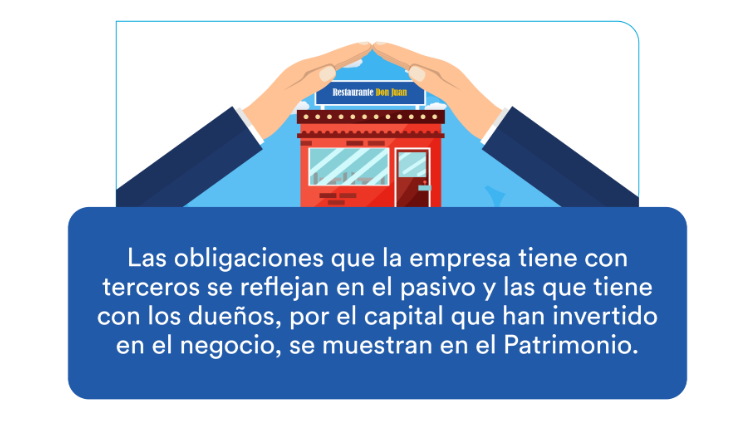 Restaurante Don Juan
Las obligaciones que la empresa tiene con
terceros se reflejan en el pasivo y las que tiene
con los dueños, por el capital que han invertido
en el negocio, se muestran en el Patrimonio.